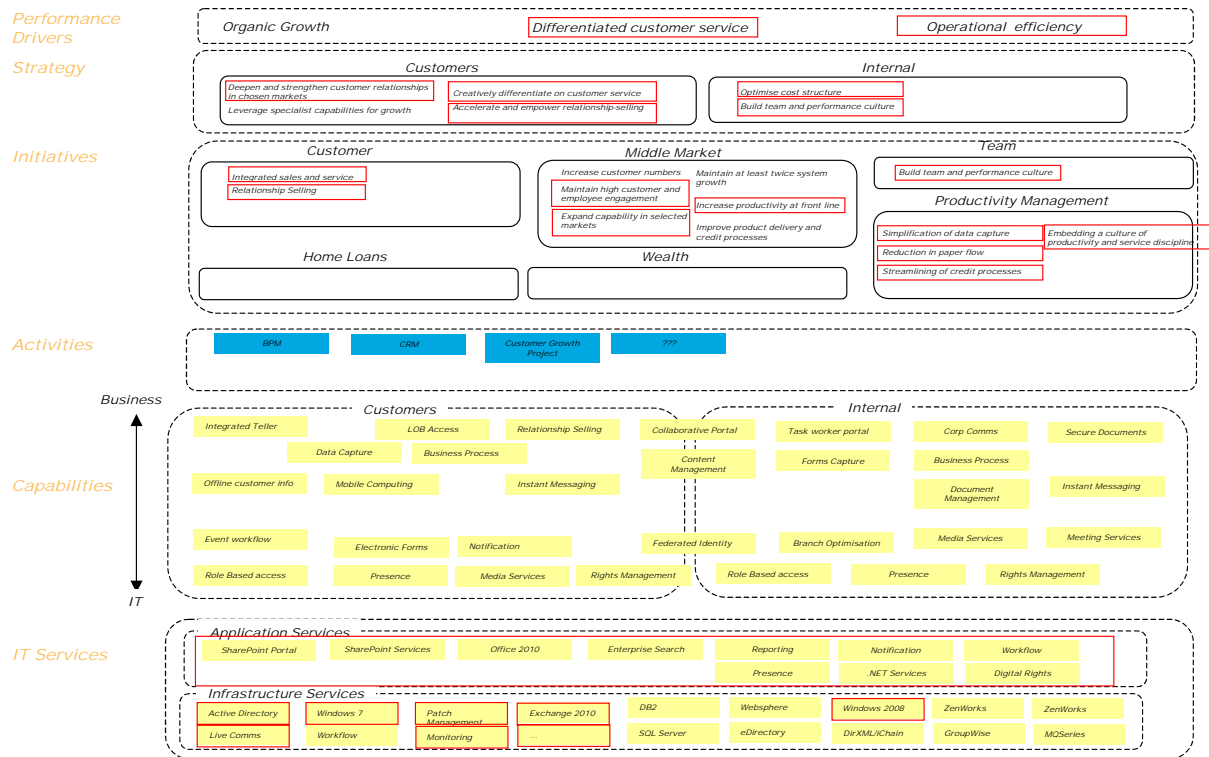 Performance
Drivers
Organic Growth
Differentiated customer service
Operational efficiency
Strategy
Customers
Deepen and strengthen customer relationships
in chosen markets
Creatively differentiate on customer service
Leverage specialist capabilities for growth
Accelerate and empower relationship-selling
Internal
Optimise cost structure
Build team and performance culture
Initiatives
Customer
Integrated sales and service
Relationship Selling
Middle Market
Increase customer numbers
Maintain high customer and
employee engagement
Expand capability in selected
markets
Maintain at least twice system
growth
Increase productivity at front line
Improve product delivery and
credit processes
Team
Build team and performance culture
Productivity Management
Simplification of data capture
Reduction in paper flow
Streamlining of credit processes
Embedding a culture of
productivity and service discipline
Home Loans
Wealth
Activities
BPM
CRM
Customer Growth
Project
???
Business
Capabilities
IT
Customers
Integrated Teller
LOB Access
Relationship Selling
Data Capture
Business Process
Offline customer info
Mobile Computing
Instant Messaging
Event workflow
Electronic Forms
Notification
Role Based access
Presence
Media Services
Rights Management
Collaborative Portal
Content
Management
Federated Identity
Internal
Task worker portal
Corp Comms
Secure Documents
Forms Capture
Business Process
Document
Management
Instant Messaging
Branch Optimisation
Media Services
Meeting Services
Role Based access
Presence
Rights Management
IT Services
Application Services
SharePoint Portal
SharePoint Services
Office 2010
Enterprise Search
Reporting
Notification
Workflow
Presence
.NET Services
Digital Rights
Infrastructure Services
Active Directory
Windows 7
Patch
Management
Exchange 2010
DB2
Websphere
Windows 2008
ZenWorks
ZenWorks
Live Comms
Workflow
Monitoring
...
SQL Server
eDirectory
DirXML/iChain
GroupWise
MQSeries